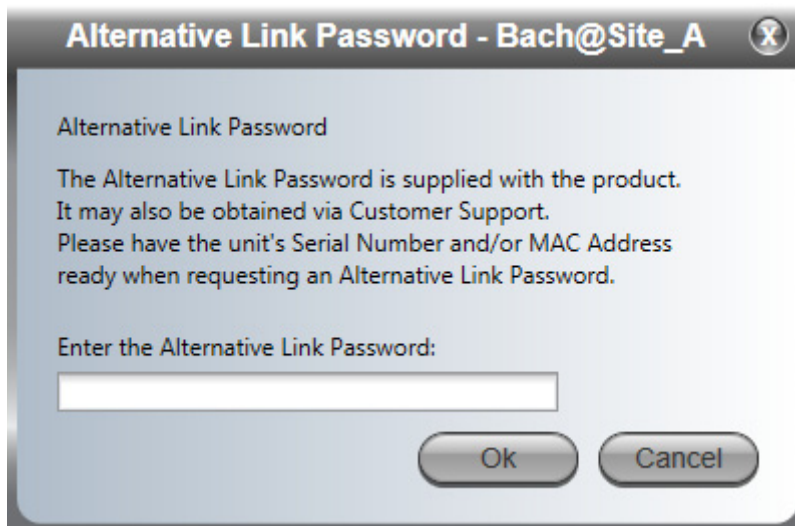 Alternative Link Password - Bach@Site_A X
Alternative Link Password
The Alternative Link Password is supplied with the product.
It may also be obtained via Customer Support.
Please have the unit's Serial Number and/or MAC Address
ready when requesting an Alternative Link Password.
Enter the Alternative Link Password:
Ok Cancel